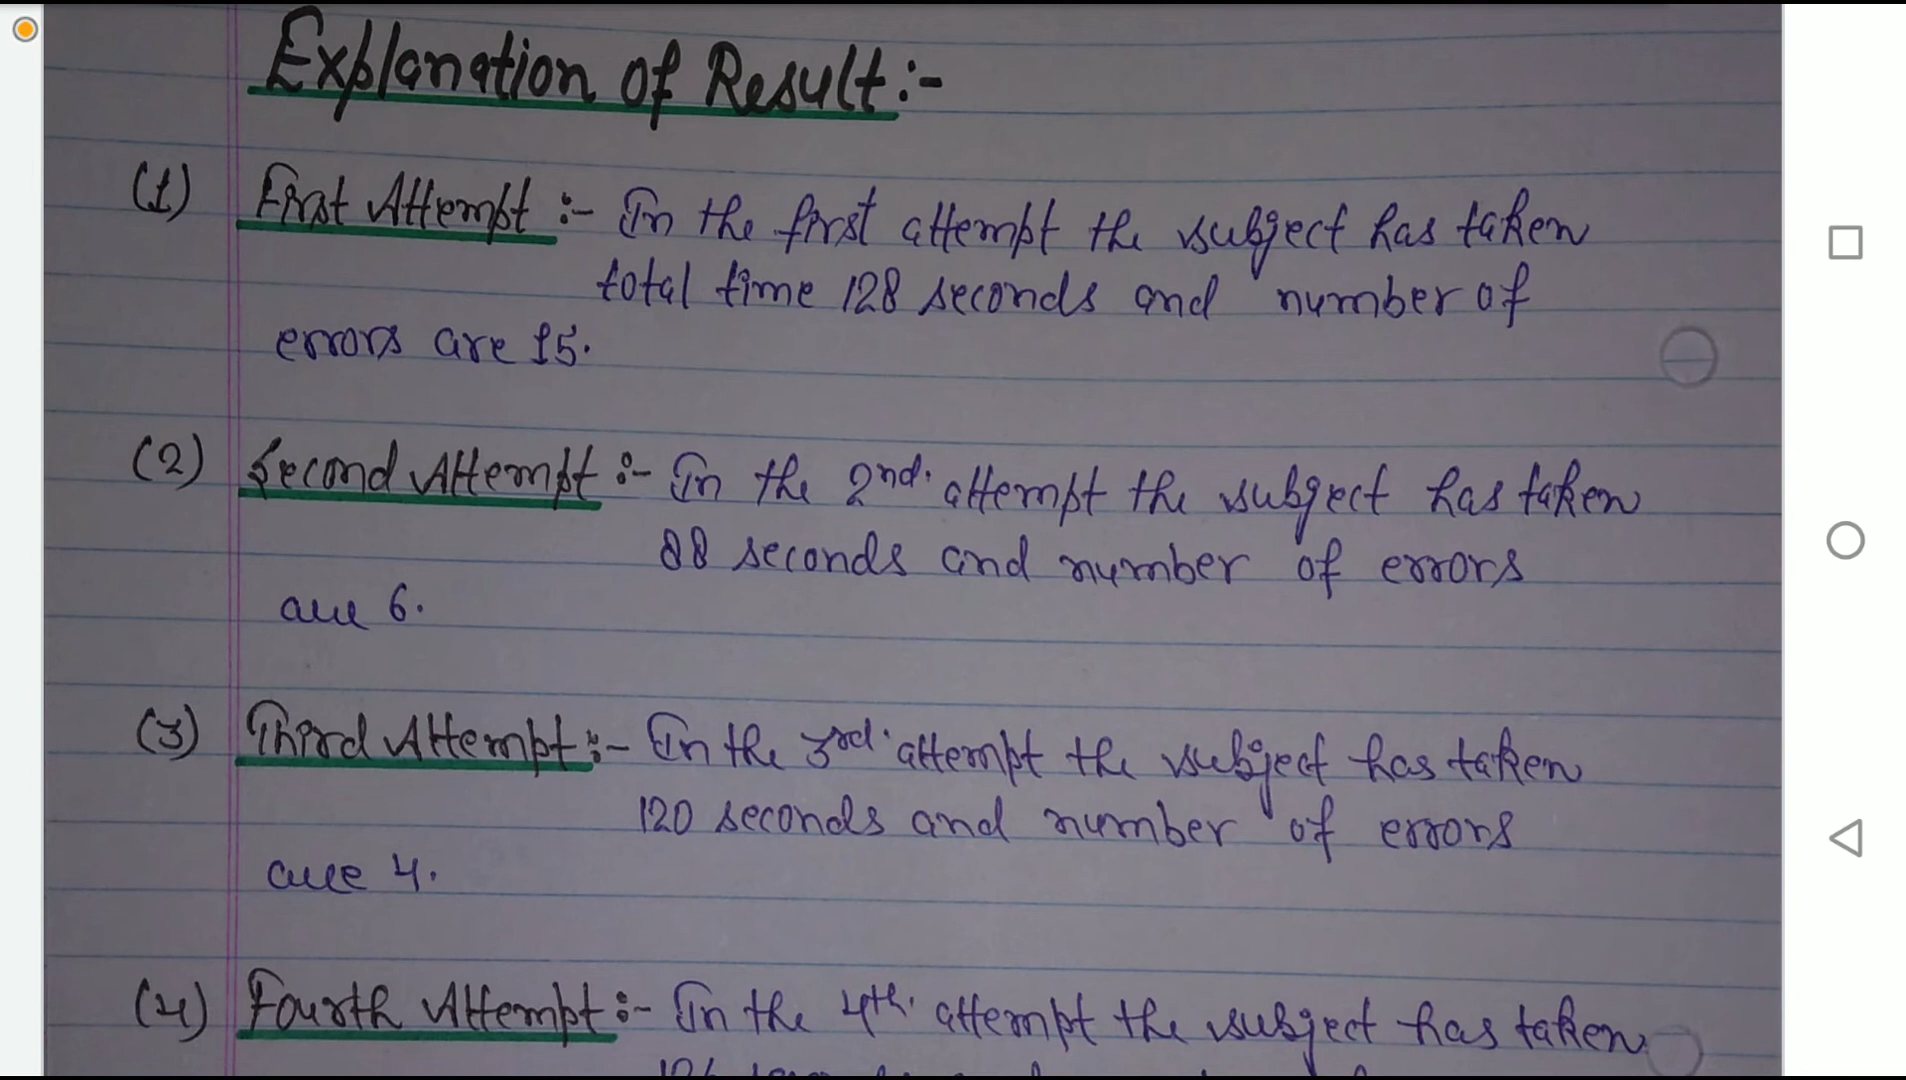 Explanation of Result:-
(1) First Attempt :- In the first attempt the subject has taken
total time 128 seconds and number of
errors are 15.
(2) Second Attempt :- In the 2nd. attempt the subject has taken
88 seconds and number of errors
are 6.
(3) Third Attempt :- In the 3rd. attempt the subject has taken
120 seconds and number of errors
are 4.
(4) Fourth Attempt :- In the 4th. attempt the subject has taken